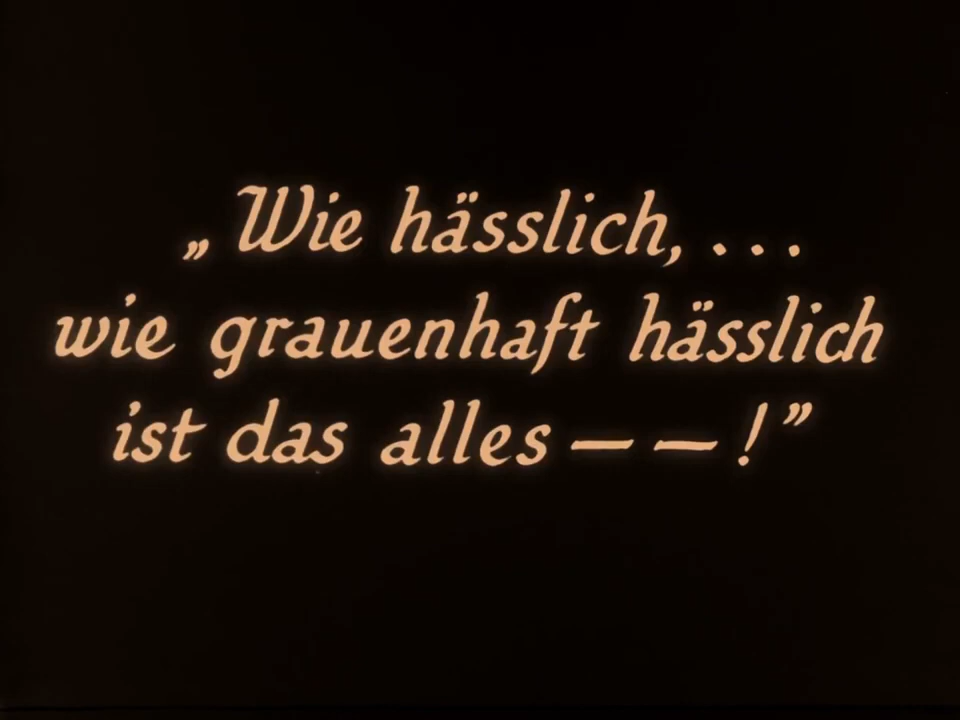 „Wie hässlich, . . .
wie grauenhaft hässlich
ist das alles — — !”